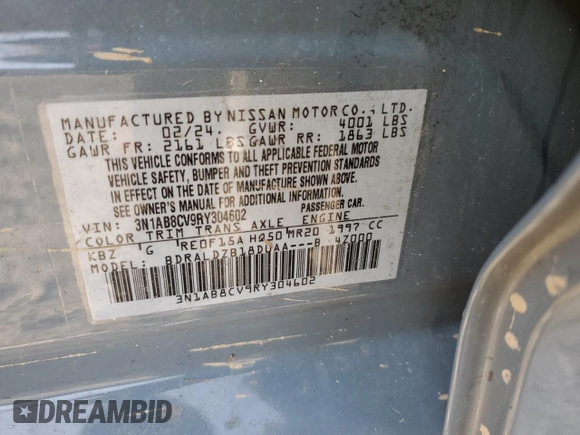 MANUFACTURED BY NISSAN MOTOR CO., LTD.
DATE: 02/24. GVWR: 4001 LBS
GAWR FR: 2161 LBS GAWR RR: 1863 LBS
THIS VEHICLE CONFORMS TO ALL APPLICABLE FEDERAL MOTOR
VEHICLE SAFETY, BUMPER AND THEFT PREVENTION STANDARDS
IN EFFECT ON THE DATE OF MANUFACTURE SHOWN ABOVE.
SEE OWNER'S MANUAL FOR ADDITIONAL INFORMATION
VIN: 3N1AB8CV9RY304602 PASSENGER CAR.
COLOR TRIM TRANS AXLE ENGINE
KBZ 'G 'RE0F15A HQ50 MR20 1997 CC
MODEL: BDRALDZB18DUAA---B 4Z000
3N1AB8CV9RY304602
DREAMBID